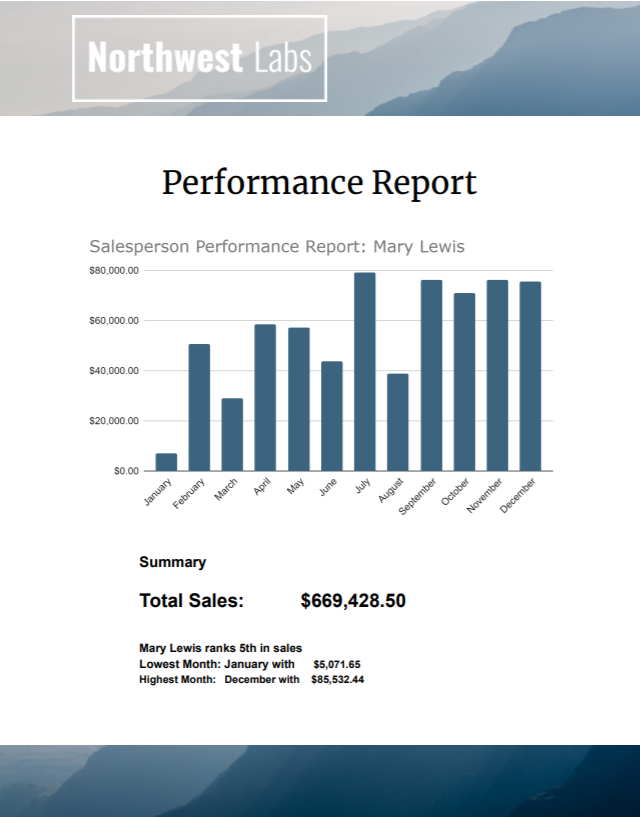 Northwest Labs
Performance Report
Salesperson Performance Report: Mary Lewis
$80,000.00
$60,000.00
$40,000.00
$20,000.00
$0.00
January
February
March
April
May
June
July
August
September
October
November
December
Summary
Total Sales: $669,428.50
Mary Lewis ranks 5th in sales
Lowest Month: January with $5,071.65
Highest Month: December with $85,532.44